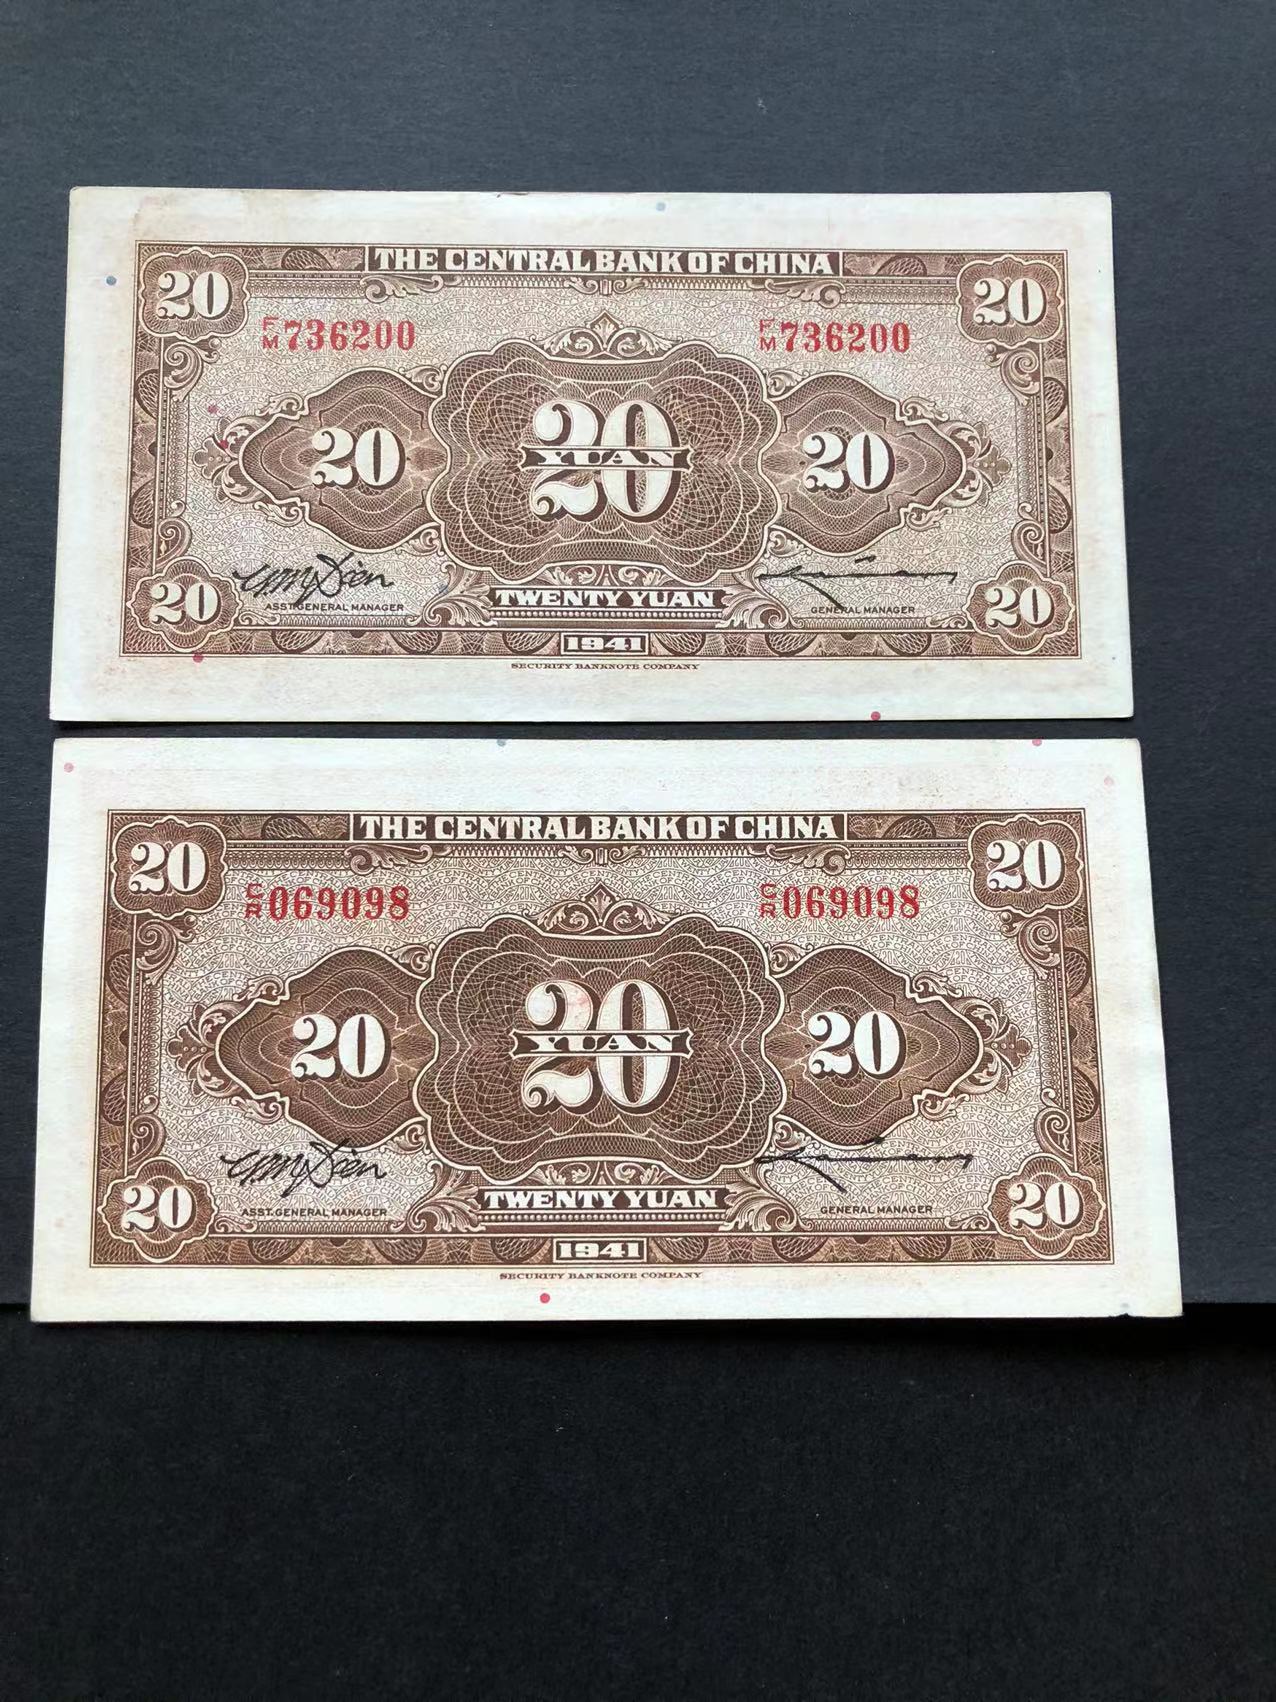 THE CENTRAL BANK OF CHINA
20 20
F/M 736200 F/M 736200
20 20 YUAN 20
ASST. GENERAL MANAGER GENERAL MANAGER
20 TWENTY YUAN 20
1941
SECURITY BANKNOTE COMPANY
THE CENTRAL BANK OF CHINA
20 20
C/R 069098 C/R 069098
20 20 YUAN 20
ASST. GENERAL MANAGER GENERAL MANAGER
20 TWENTY YUAN 20
1941
SECURITY BANKNOTE COMPANY